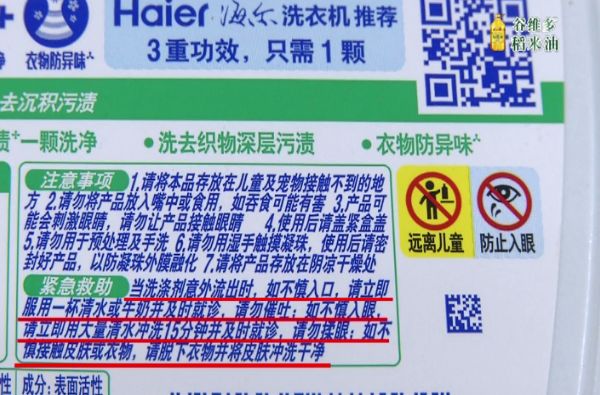 Haier 海尔 洗衣机 推荐
3重功效，只需1颗
衣物防异味
谷维多
稻米油
去沉积污渍
一颗洗净
•洗去织物深层污渍
•衣物防异味
注意事项 1.请将本品存放在儿童及宠物接触不到的地
方 2.请勿将产品放入嘴中或食用，如吞食可能有害 3.产品可
能会刺激眼睛，请勿让产品接触眼睛 4.使用后请盖紧盒盖
5.请勿用于预处理及手洗 6.请勿用湿手触摸凝珠，使用后请密
封好产品，以防凝珠外膜融化 7.请将产品存放在阴凉干燥处
远离儿童
防止入眼
紧急救助 当洗涤剂意外流出时，如不慎入口，请立即
服用一杯清水或牛奶并及时就诊，请勿催吐；如不慎入眼，
请立即用大量清水冲洗15分钟并及时就诊，请勿揉眼；如不
慎接触皮肤或衣物，请脱下衣物并将皮肤冲洗干净
成分：表面活性